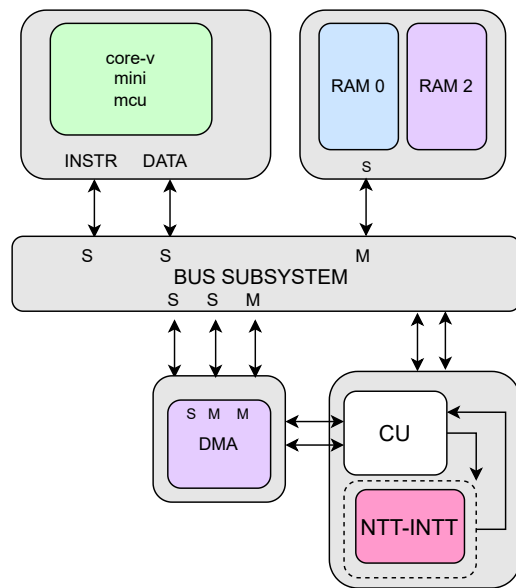 core-v
mini
mcu
INSTR DATA
RAM 0
RAM 2
S
S S M
BUS SUBSYSTEM
S S M
S M M
DMA
CU
NTT-INTT